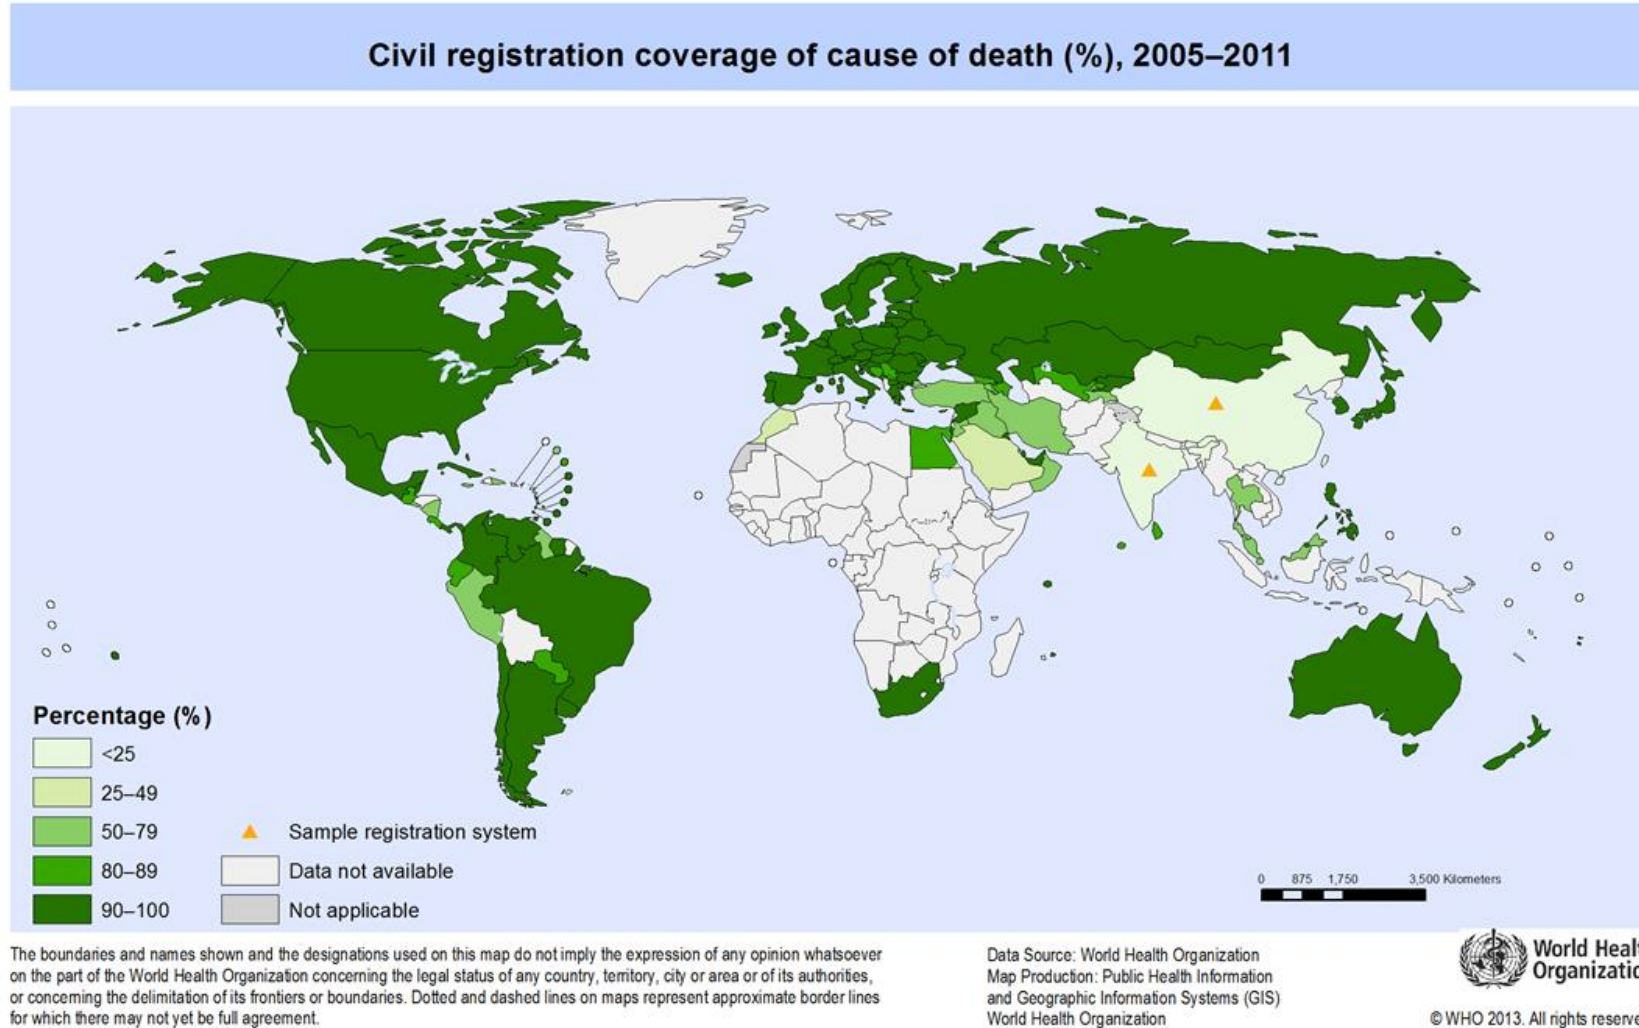 Civil registration coverage of cause of death (%), 2005–2011
Percentage (%)
<25
25–49
50–79
80–89
90–100
Sample registration system
Data not available
Not applicable
0 875 1,750 3,500 Kilometers
The boundaries and names shown and the designations used on this map do not imply the expression of any opinion whatsoever
on the part of the World Health Organization concerning the legal status of any country, territory, city or area or of its authorities,
or concerning the delimitation of its frontiers or boundaries. Dotted and dashed lines on maps represent approximate border lines
for which there may not yet be full agreement.
Data Source: World Health Organization
Map Production: Public Health Information
and Geographic Information Systems (GIS)
World Health Organization
World Healt
Organizatio
© WHO 2013. All rights reserve